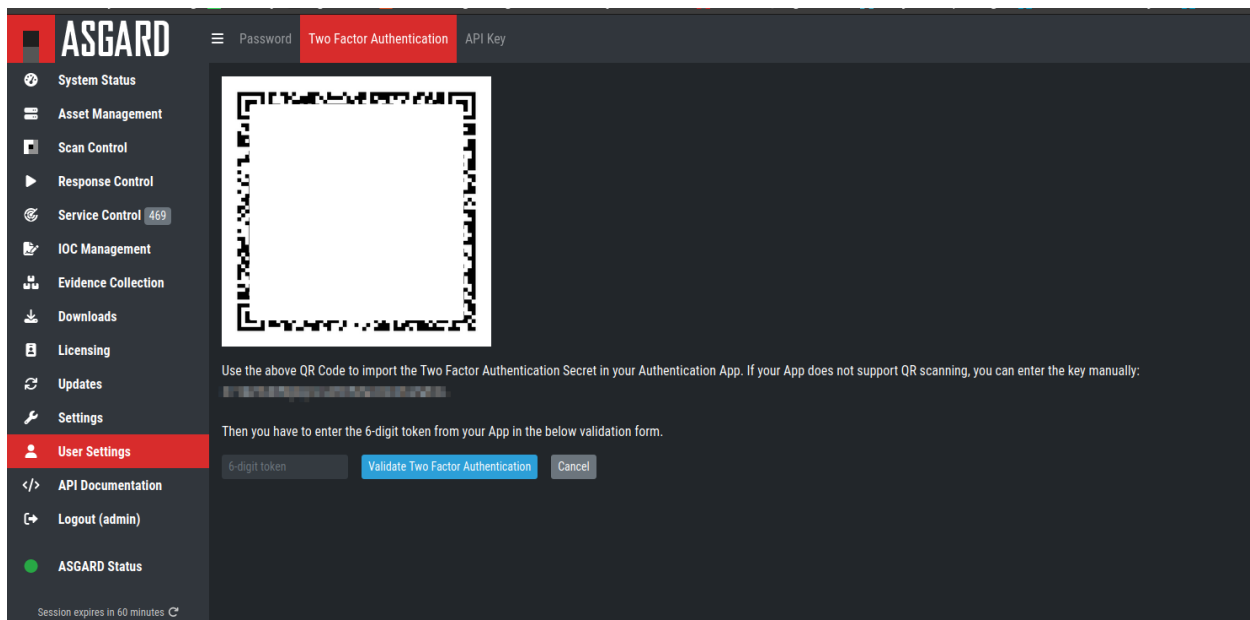 ASGARD
Password Two Factor Authentication API Key
System Status
Asset Management
Scan Control
Response Control
Service Control 469
IOC Management
Evidence Collection
Downloads
Licensing
Updates
Settings
User Settings
API Documentation
Logout (admin)
ASGARD Status
Session expires in 60 minutes
Use the above QR Code to import the Two Factor Authentication Secret in your Authentication App. If your App does not support QR scanning, you can enter the key manually:
Then you have to enter the 6-digit token from your App in the below validation form.
6-digit token Validate Two Factor Authentication Cancel